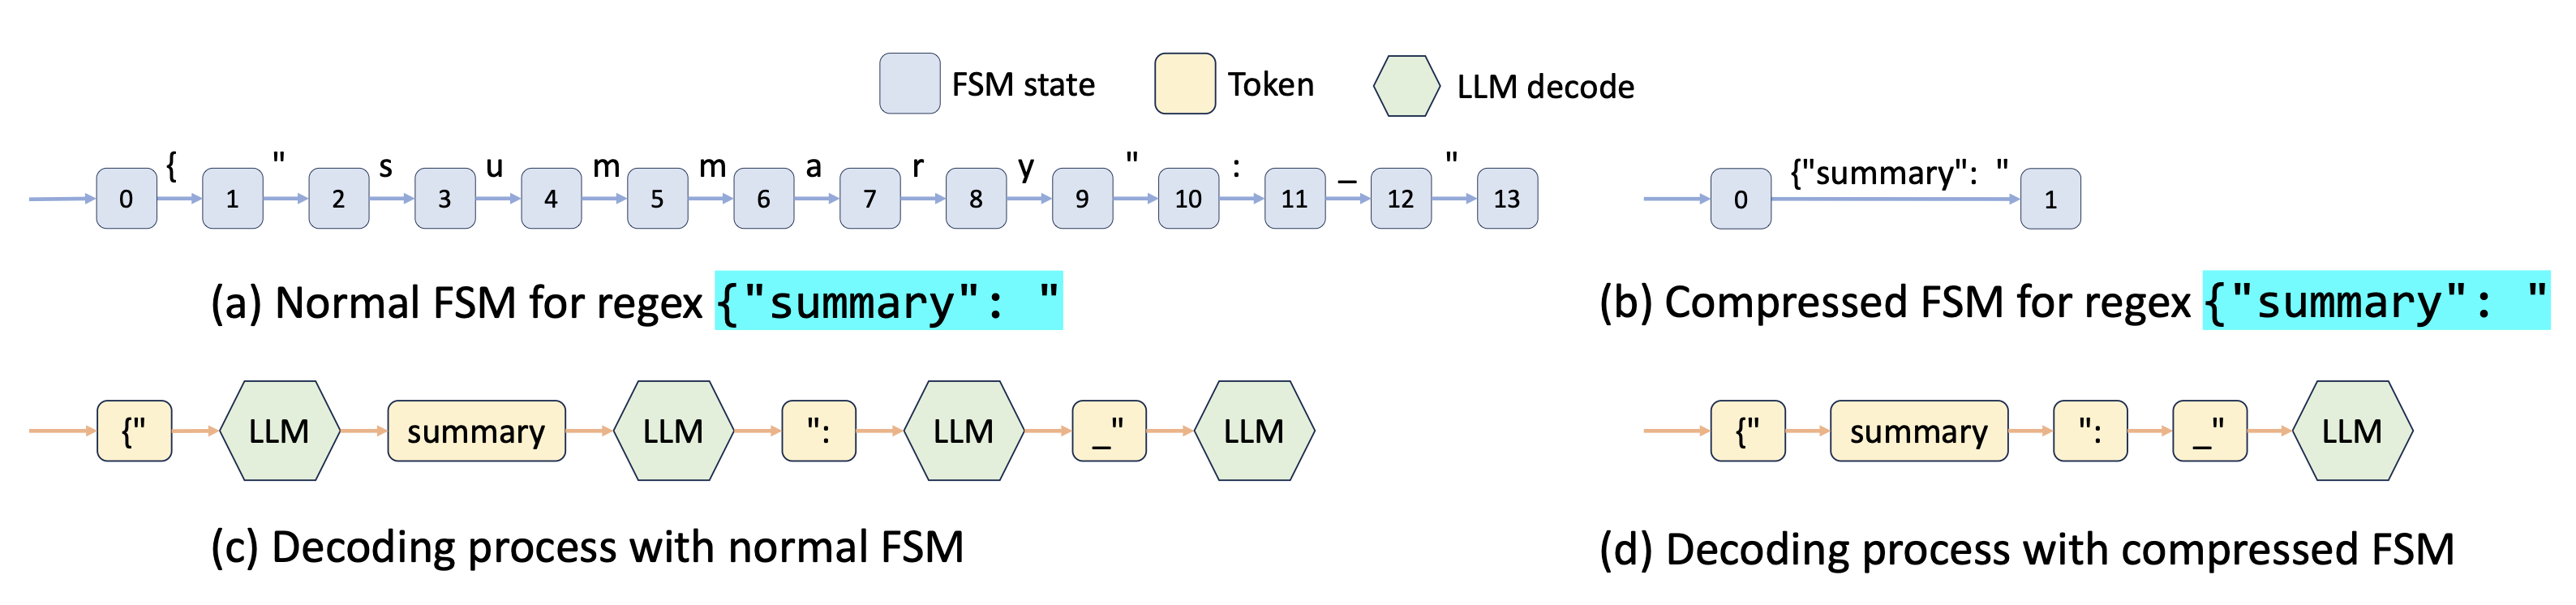 FSM state Token LLM decode
{ " s u m m a r y " : _ "
0 1 2 3 4 5 6 7 8 9 10 11 12 13
{"summary": "
0 1
(a) Normal FSM for regex {"summary": "
(b) Compressed FSM for regex {"summary": "
{" LLM summary LLM ": LLM _" LLM
{" summary ": _" LLM
(c) Decoding process with normal FSM
(d) Decoding process with compressed FSM